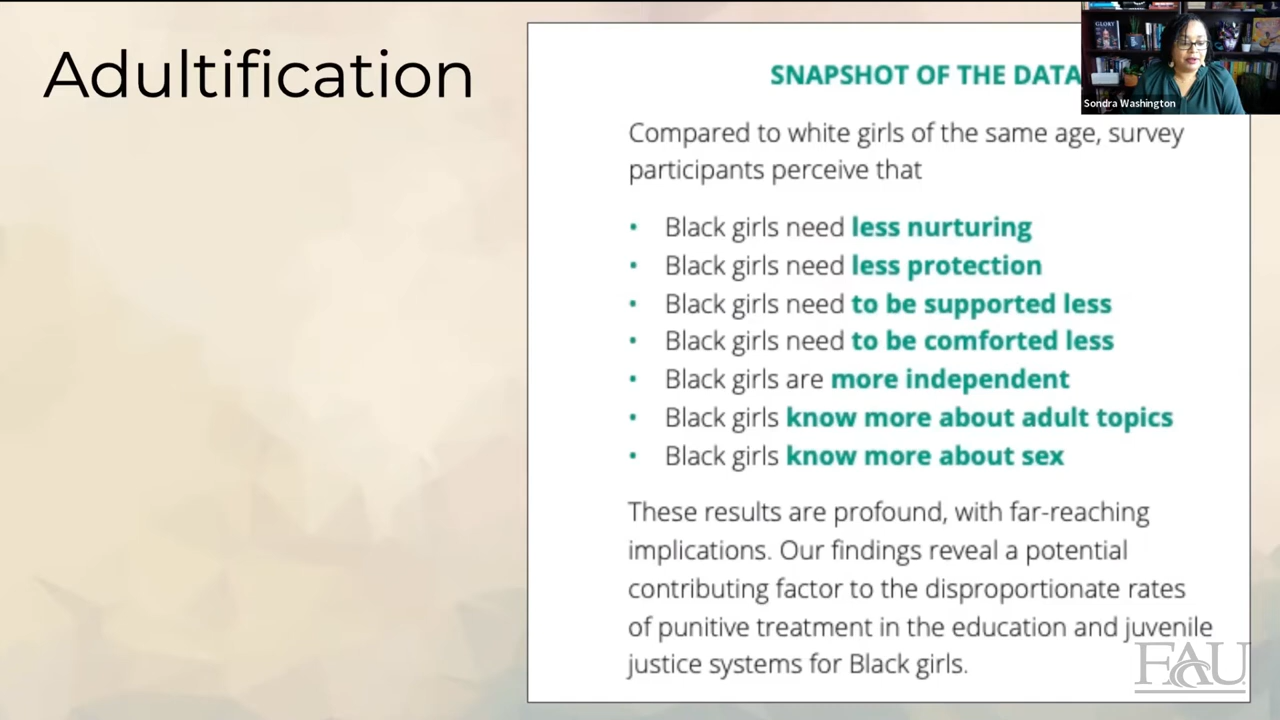 Adultification
SNAPSHOT OF THE DATA
GLORY
Sondra Washington
Compared to white girls of the same age, survey
participants perceive that
• Black girls need less nurturing
• Black girls need less protection
• Black girls need to be supported less
• Black girls need to be comforted less
• Black girls are more independent
• Black girls know more about adult topics
• Black girls know more about sex
These results are profound, with far-reaching
implications. Our findings reveal a potential
contributing factor to the disproportionate rates
of punitive treatment in the education and juvenile
justice systems for Black girls.
FAU